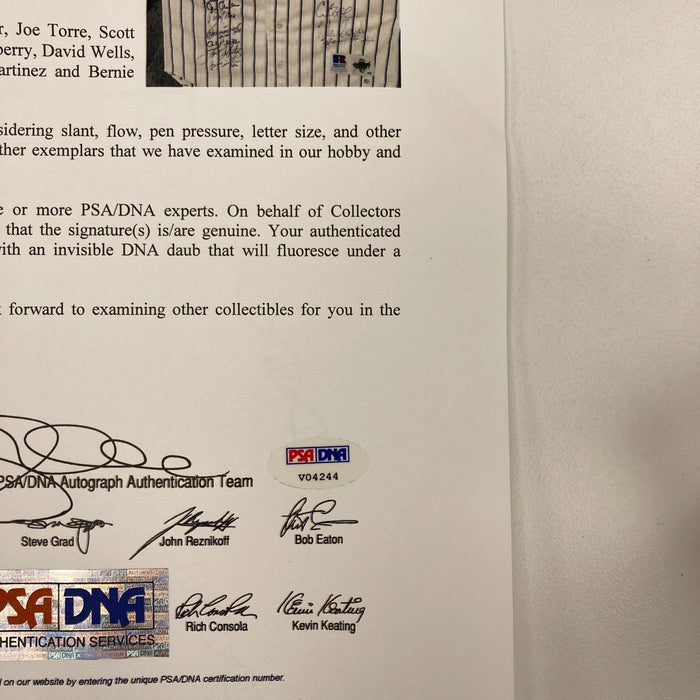 r, Joe Torre, Scott
berry, David Wells,
artinez and Bernie
sidering slant, flow, pen pressure, letter size, and other
ther exemplars that we have examined in our hobby and
e or more PSA/DNA experts. On behalf of Collectors
that the signature(s) is/are genuine. Your authenticated
with an invisible DNA daub that will fluoresce under a
forward to examining other collectibles for you in the
PSA/DNA Autograph Authentication Team
PSA DNA
V04244
Steve Grad
John Reznikoff
Bob Eaton
PSA DNA
HENTICATION SERVICES
Rich Consola
Kevin Keating
on our website by entering the unique PSA/DNA certification number.